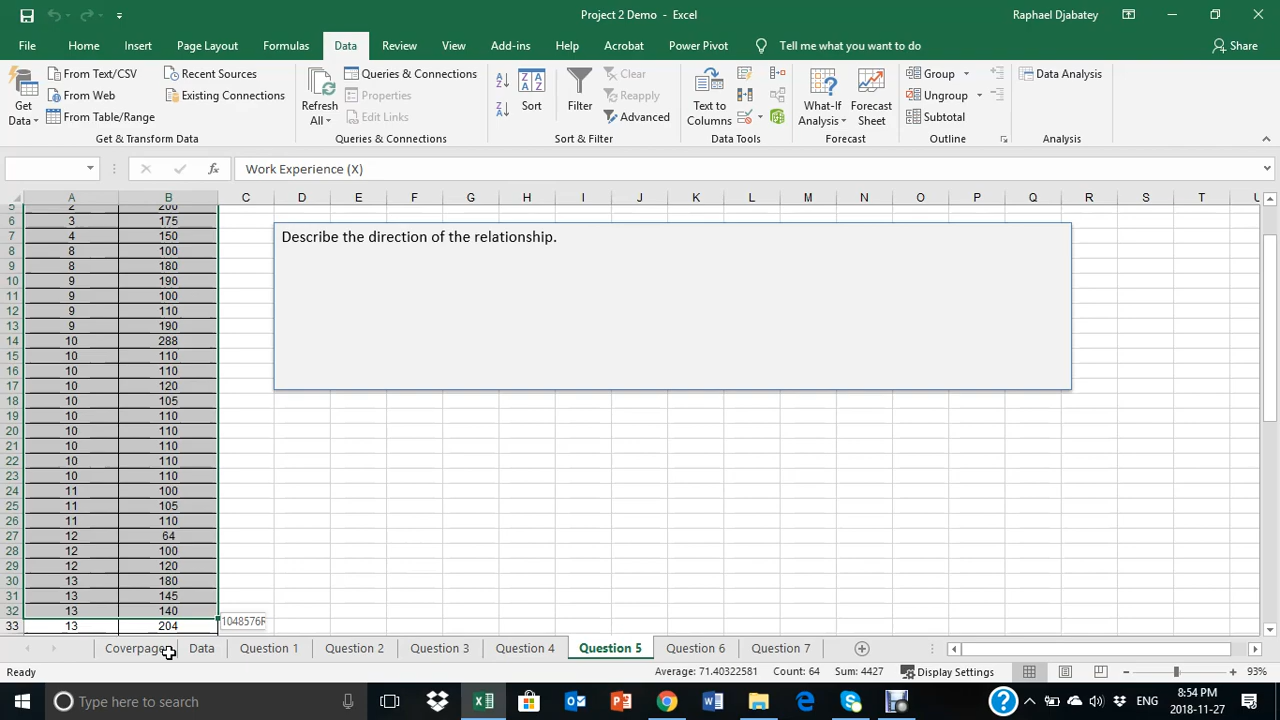 Project 2 Demo - Excel
Raphael Djabatey
File Home Insert Page Layout Formulas Data Review View Add-ins Help Acrobat Power Pivot Tell me what you want to do Share
From Text/CSV Recent Sources Queries & Connections Clear Group Data Analysis
From Web Existing Connections Properties Reapply Ungroup
From Table/Range Edit Links Advanced Subtotal
Get Data Refresh All Sort Filter Text to Columns What-If Analysis Forecast Sheet
Get & Transform Data Queries & Connections Sort & Filter Data Tools Forecast Outline Analysis
Work Experience (X)
A B C D E F G H I J K L M N O P Q R S T U
5 2 200
6 3 175
7 4 150
8 8 100
9 8 180
10 9 190
11 9 100
12 9 110
13 9 190
14 10 288
15 10 110
16 10 110
17 10 120
18 10 105
19 10 110
20 10 110
21 10 110
22 10 110
23 10 110
24 11 100
25 11 105
26 11 110
27 12 64
28 12 100
29 12 120
30 13 180
31 13 145
32 13 140
33 13 204
Describe the direction of the relationship.
1048576R
Coverpage Data Question 1 Question 2 Question 3 Question 4 Question 5 Question 6 Question 7
Ready Average: 71.40322581 Count: 64 Sum: 4427 Display Settings 93%
Type here to search
ENG
8:54 PM
2018-11-27